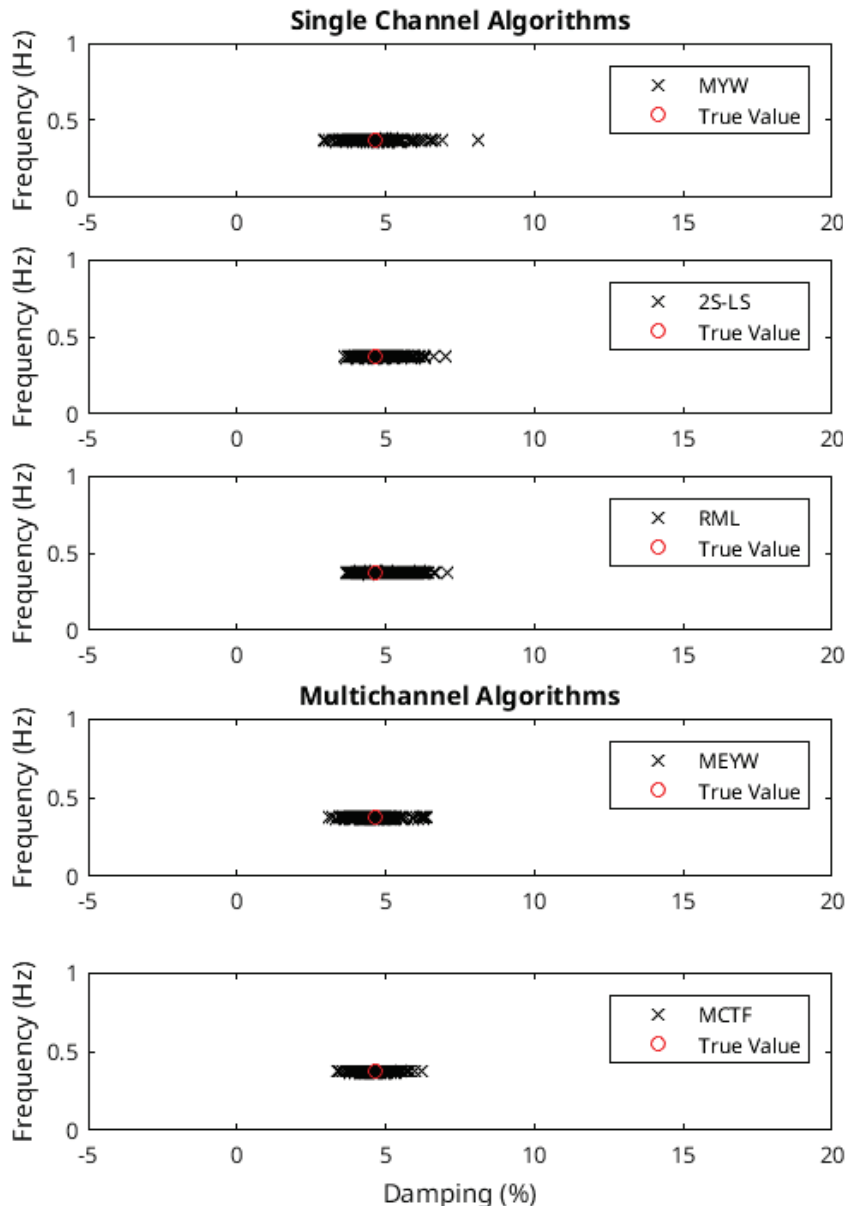 Single Channel Algorithms
Frequency (Hz)
1
0.5
0
-5 0 5 10 15 20
MYW
True Value
Frequency (Hz)
1
0.5
0
-5 0 5 10 15 20
2S-LS
True Value
Frequency (Hz)
1
0.5
0
-5 0 5 10 15 20
RML
True Value
Multichannel Algorithms
Frequency (Hz)
1
0.5
0
-5 0 5 10 15 20
MEYW
True Value
Frequency (Hz)
1
0.5
0
-5 0 5 10 15 20
MCTF
True Value
Damping (%)